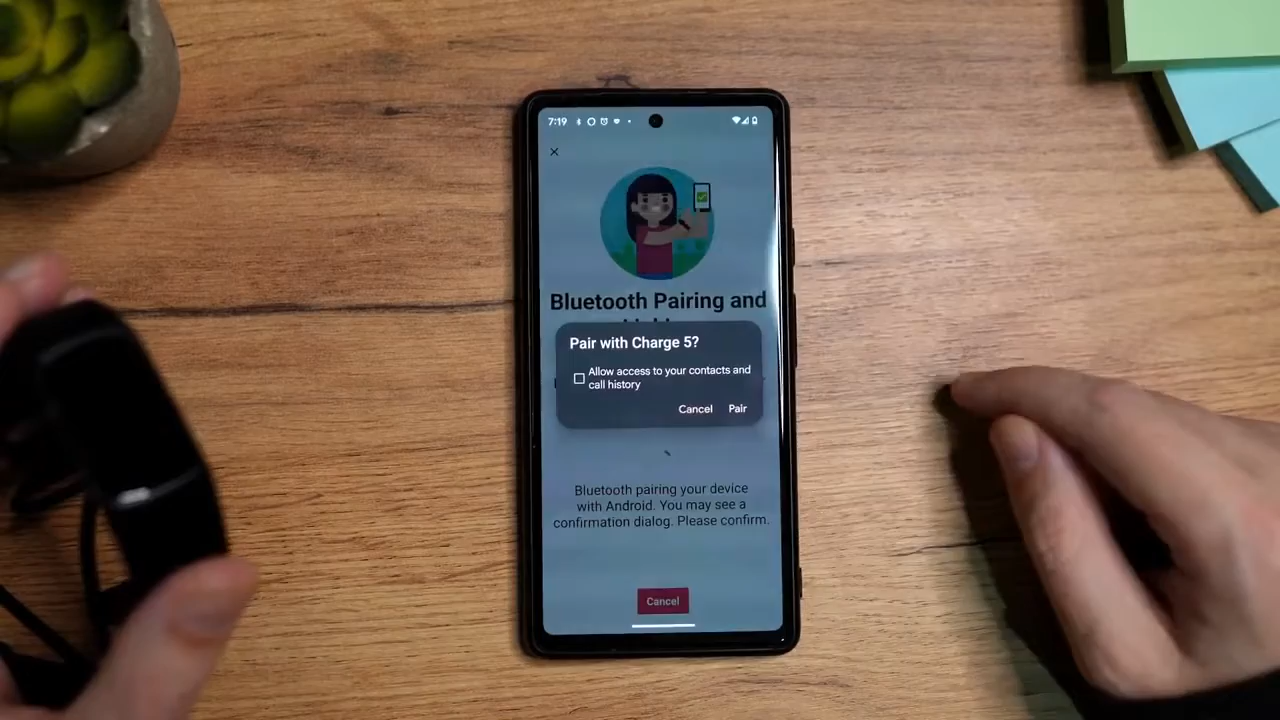 7:19
Bluetooth Pairing and
Pair with Charge 5?
Allow access to your contacts and
call history
Cancel
Pair
Bluetooth pairing your device
with Android. You may see a
confirmation dialog. Please confirm.
Cancel